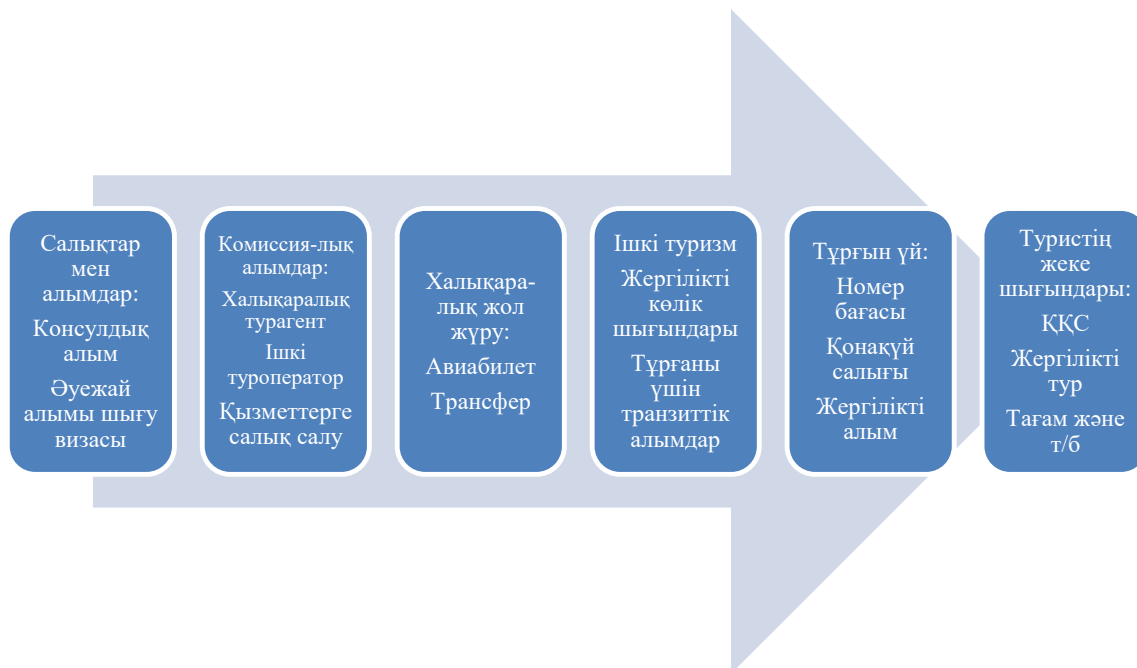 Салықтар
мен
алымдар:
Консулдық
алым
Әуежай
алымы шығу
визасы
Комиссия-лық
алымдар:
Халықаралық
турагент
Ішкі
туроператор
Қызметтерге
салық салу
Халықара-
лық жол
жүру:
Авиабилет
Трансфер
Ішкі туризм
Жергілікті
көлік
шығындары
Тұрғаны
үшін
транзиттік
алымдар
Тұрғын үй:
Номер
бағасы
Қонақүй
салығы
Жергілікті
алым
Туристің
жеке
шығындары:
ҚҚС
Жергілікті
тур
Тағам және
т/б